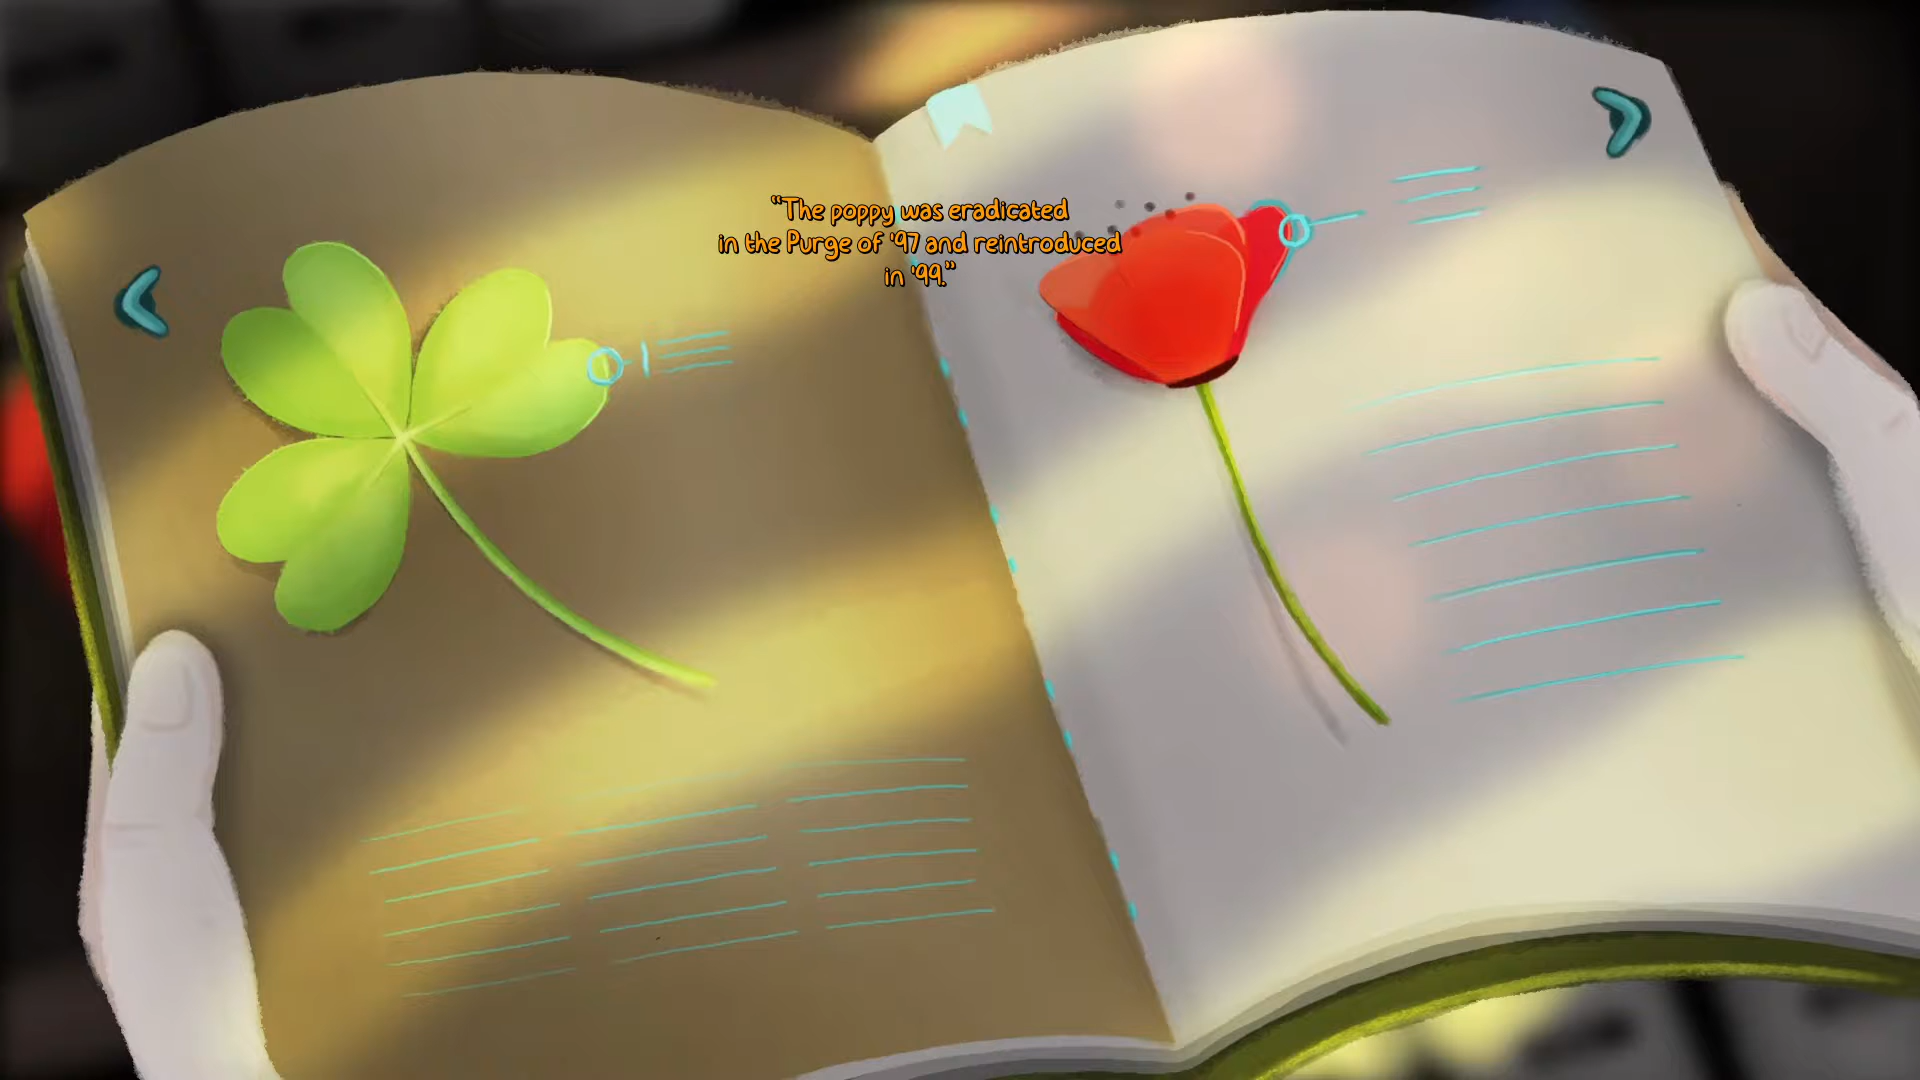 “The poppy was eradicated
in the Purge of '97 and reintroduced
in '99.”